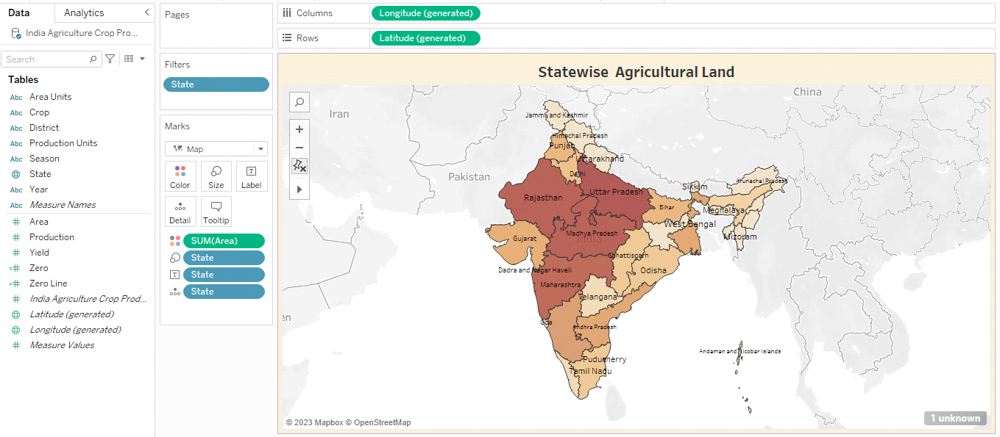 Data
Analytics
India Agriculture Crop Pro...
Search
Tables
Abc Area Units
Abc Crop
Abc District
Abc Production Units
Abc Season
State
Abc Year
Abc Measure Names
Area
Production
Yield
Zero
Zero Line
India Agriculture Crop Prod...
Latitude (generated)
Longitude (generated)
Measure Values
Pages
Filters
State
Marks
Map
Color
Size
Label
Detail
Tooltip
SUM(Area)
State
State
State
Columns
Longitude (generated)
Rows
Latitude (generated)
Statewise Agricultural Land
China
Iran
Jammu and Kashmir
Himachal Pradesh
Punjab
Uttarakhand
Pakistan
Delhi
Arunachal Pradesh
Sikkim
Uttar Pradesh
Rajasthan
Bihar
Meghalaya
West Bengal
Madhya Pradesh
Mizoram
Gujarat
India
Chhattisgarh
Dadra and Nagar Haveli
Odisha
Maharashtra
Telangana
en
Goa
Andhra Pradesh
Andaman and Nicobar Islands
Puducherry
Tamil Nadu
© 2023 Mapbox © OpenStreetMap
1 unknown